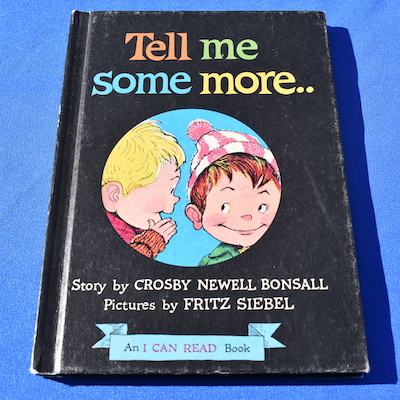 Tell me
some more..
Story by CROSBY NEWELL BONSALL
Pictures by FRITZ SIEBEL
An I CAN READ Book